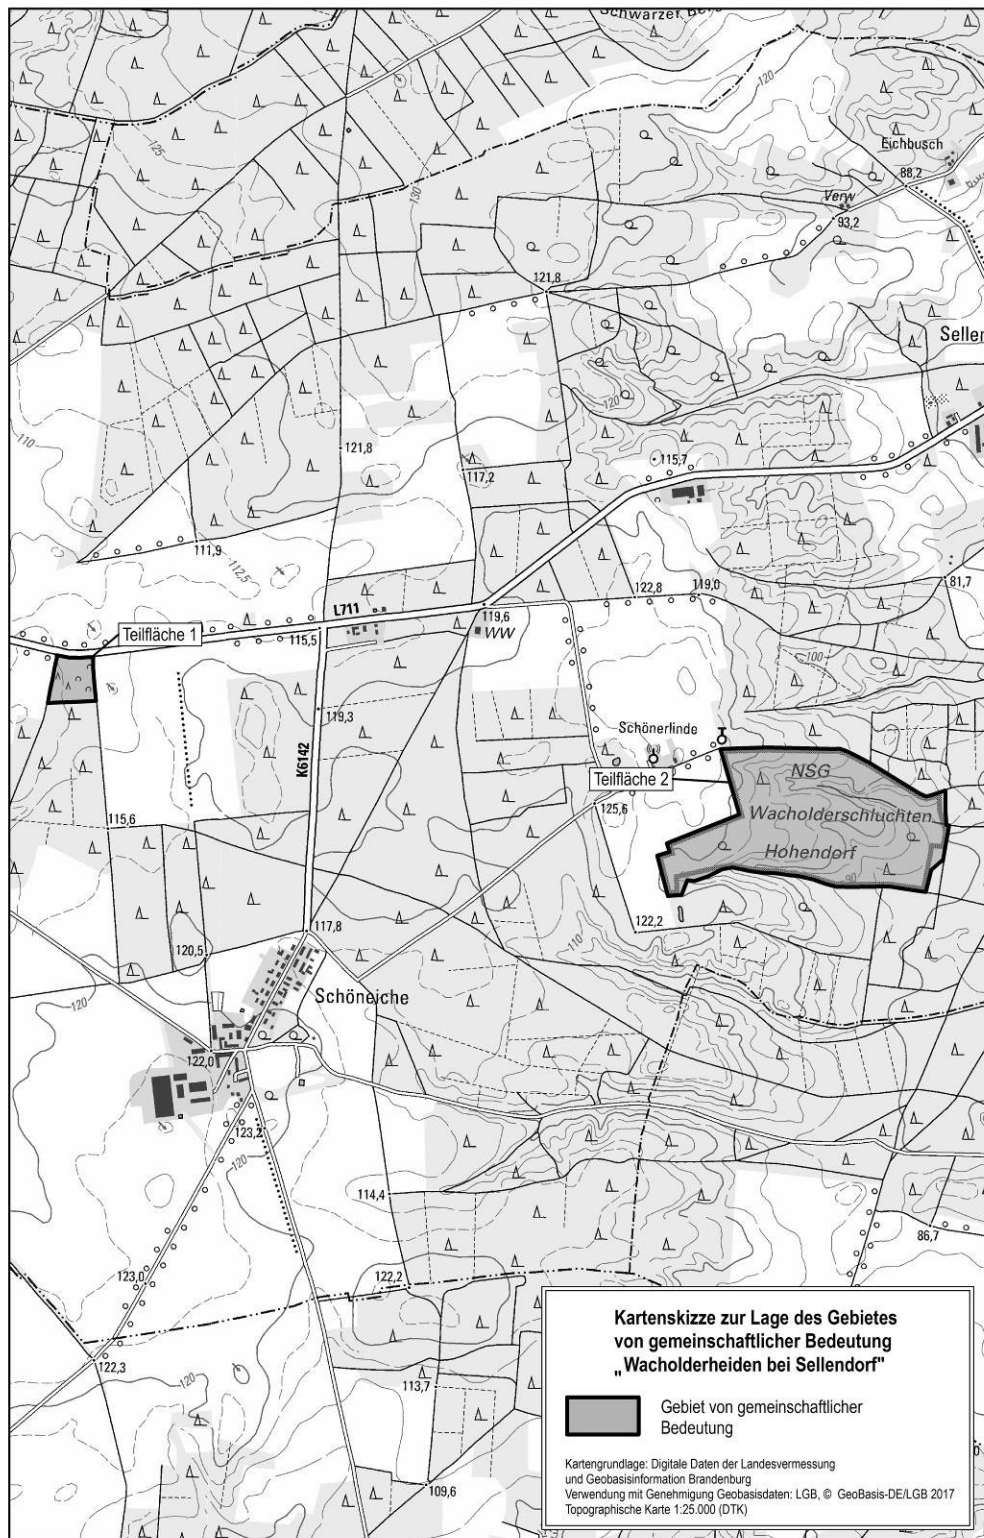 Schwarzer Berg
120
125
130
Eichbusch
88,2
Verw
93,2
121,8
110
120
121,8
117,2
115,7
111,9
112,5
L711
115,5
119,6
WW
122,8
119,0
81,7
Teilfläche 1
119,3
K6142
100
Schönerlinde
Teilfläche 2
NSG
Wacholderschluchten
Hohendorf
90
125,6
115,6
122,2
110
117,8
120,5
120
Schöneiche
122,0
123,2
120
114,4
86,7
123,0
122,2
122,3
120
113,7
109,6
Kartenskizze zur Lage des Gebietes
von gemeinschaftlicher Bedeutung
„Wacholderheiden bei Sellendorf"
Gebiet von gemeinschaftlicher
Bedeutung
Kartengrundlage: Digitale Daten der Landesvermessung
und Geobasisinformation Brandenburg
Verwendung mit Genehmigung Geobasisdaten: LGB, © GeoBasis-DE/LGB 2017
Topographische Karte 1:25.000 (DTK)